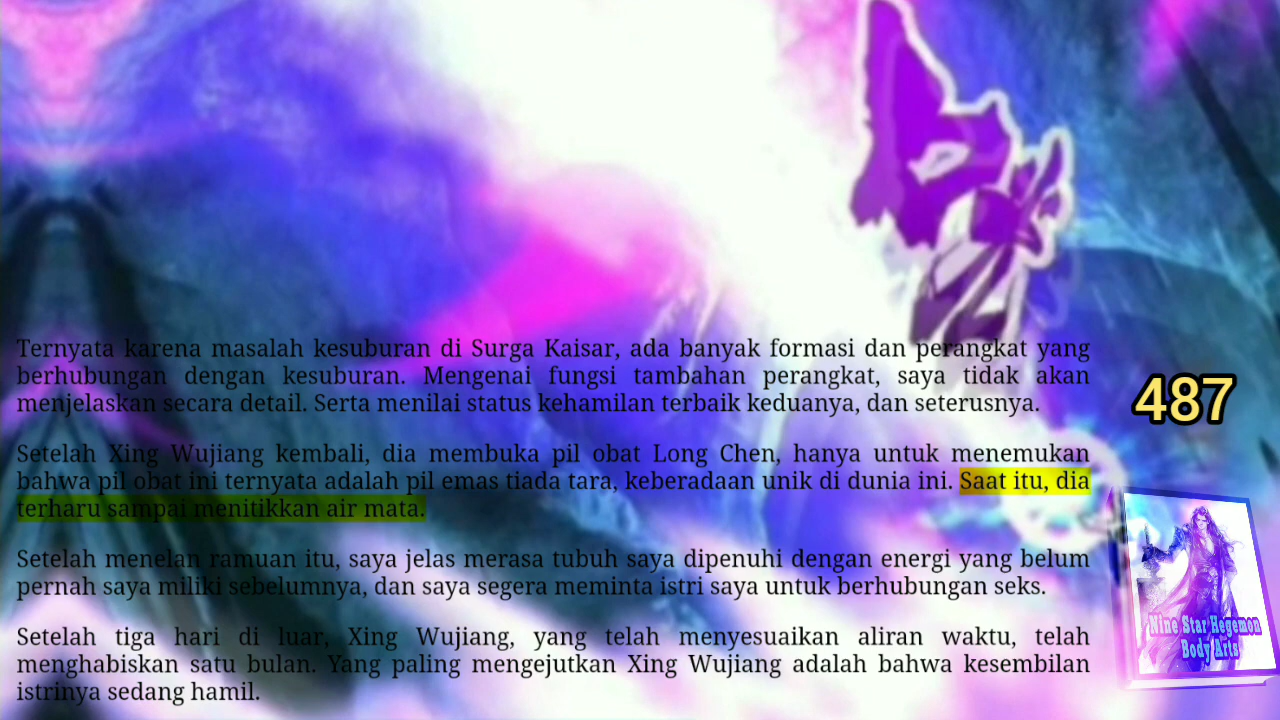 Ternyata karena masalah kesuburan di Surga Kaisar, ada banyak formasi dan perangkat yang
berhubungan dengan kesuburan. Mengenai fungsi tambahan perangkat, saya tidak akan
menjelaskan secara detail. Serta menilai status kehamilan terbaik keduanya, dan seterusnya.
Setelah Xing Wujiang kembali, dia membuka pil obat Long Chen, hanya untuk menemukan
bahwa pil obat ini ternyata adalah pil emas tiada tara, keberadaan unik di dunia ini. Saat itu, dia
terharu sampai menitikkan air mata.
Setelah menelan ramuan itu, saya jelas merasa tubuh saya dipenuhi dengan energi yang belum
pernah saya miliki sebelumnya, dan saya segera meminta istri saya untuk berhubungan seks.
Setelah tiga hari di luar, Xing Wujiang, yang telah menyesuaikan aliran waktu, telah
menghabiskan satu bulan. Yang paling mengejutkan Xing Wujiang adalah bahwa kesembilan
istrinya sedang hamil.
487
Nine Star Hegemon
Body Arts